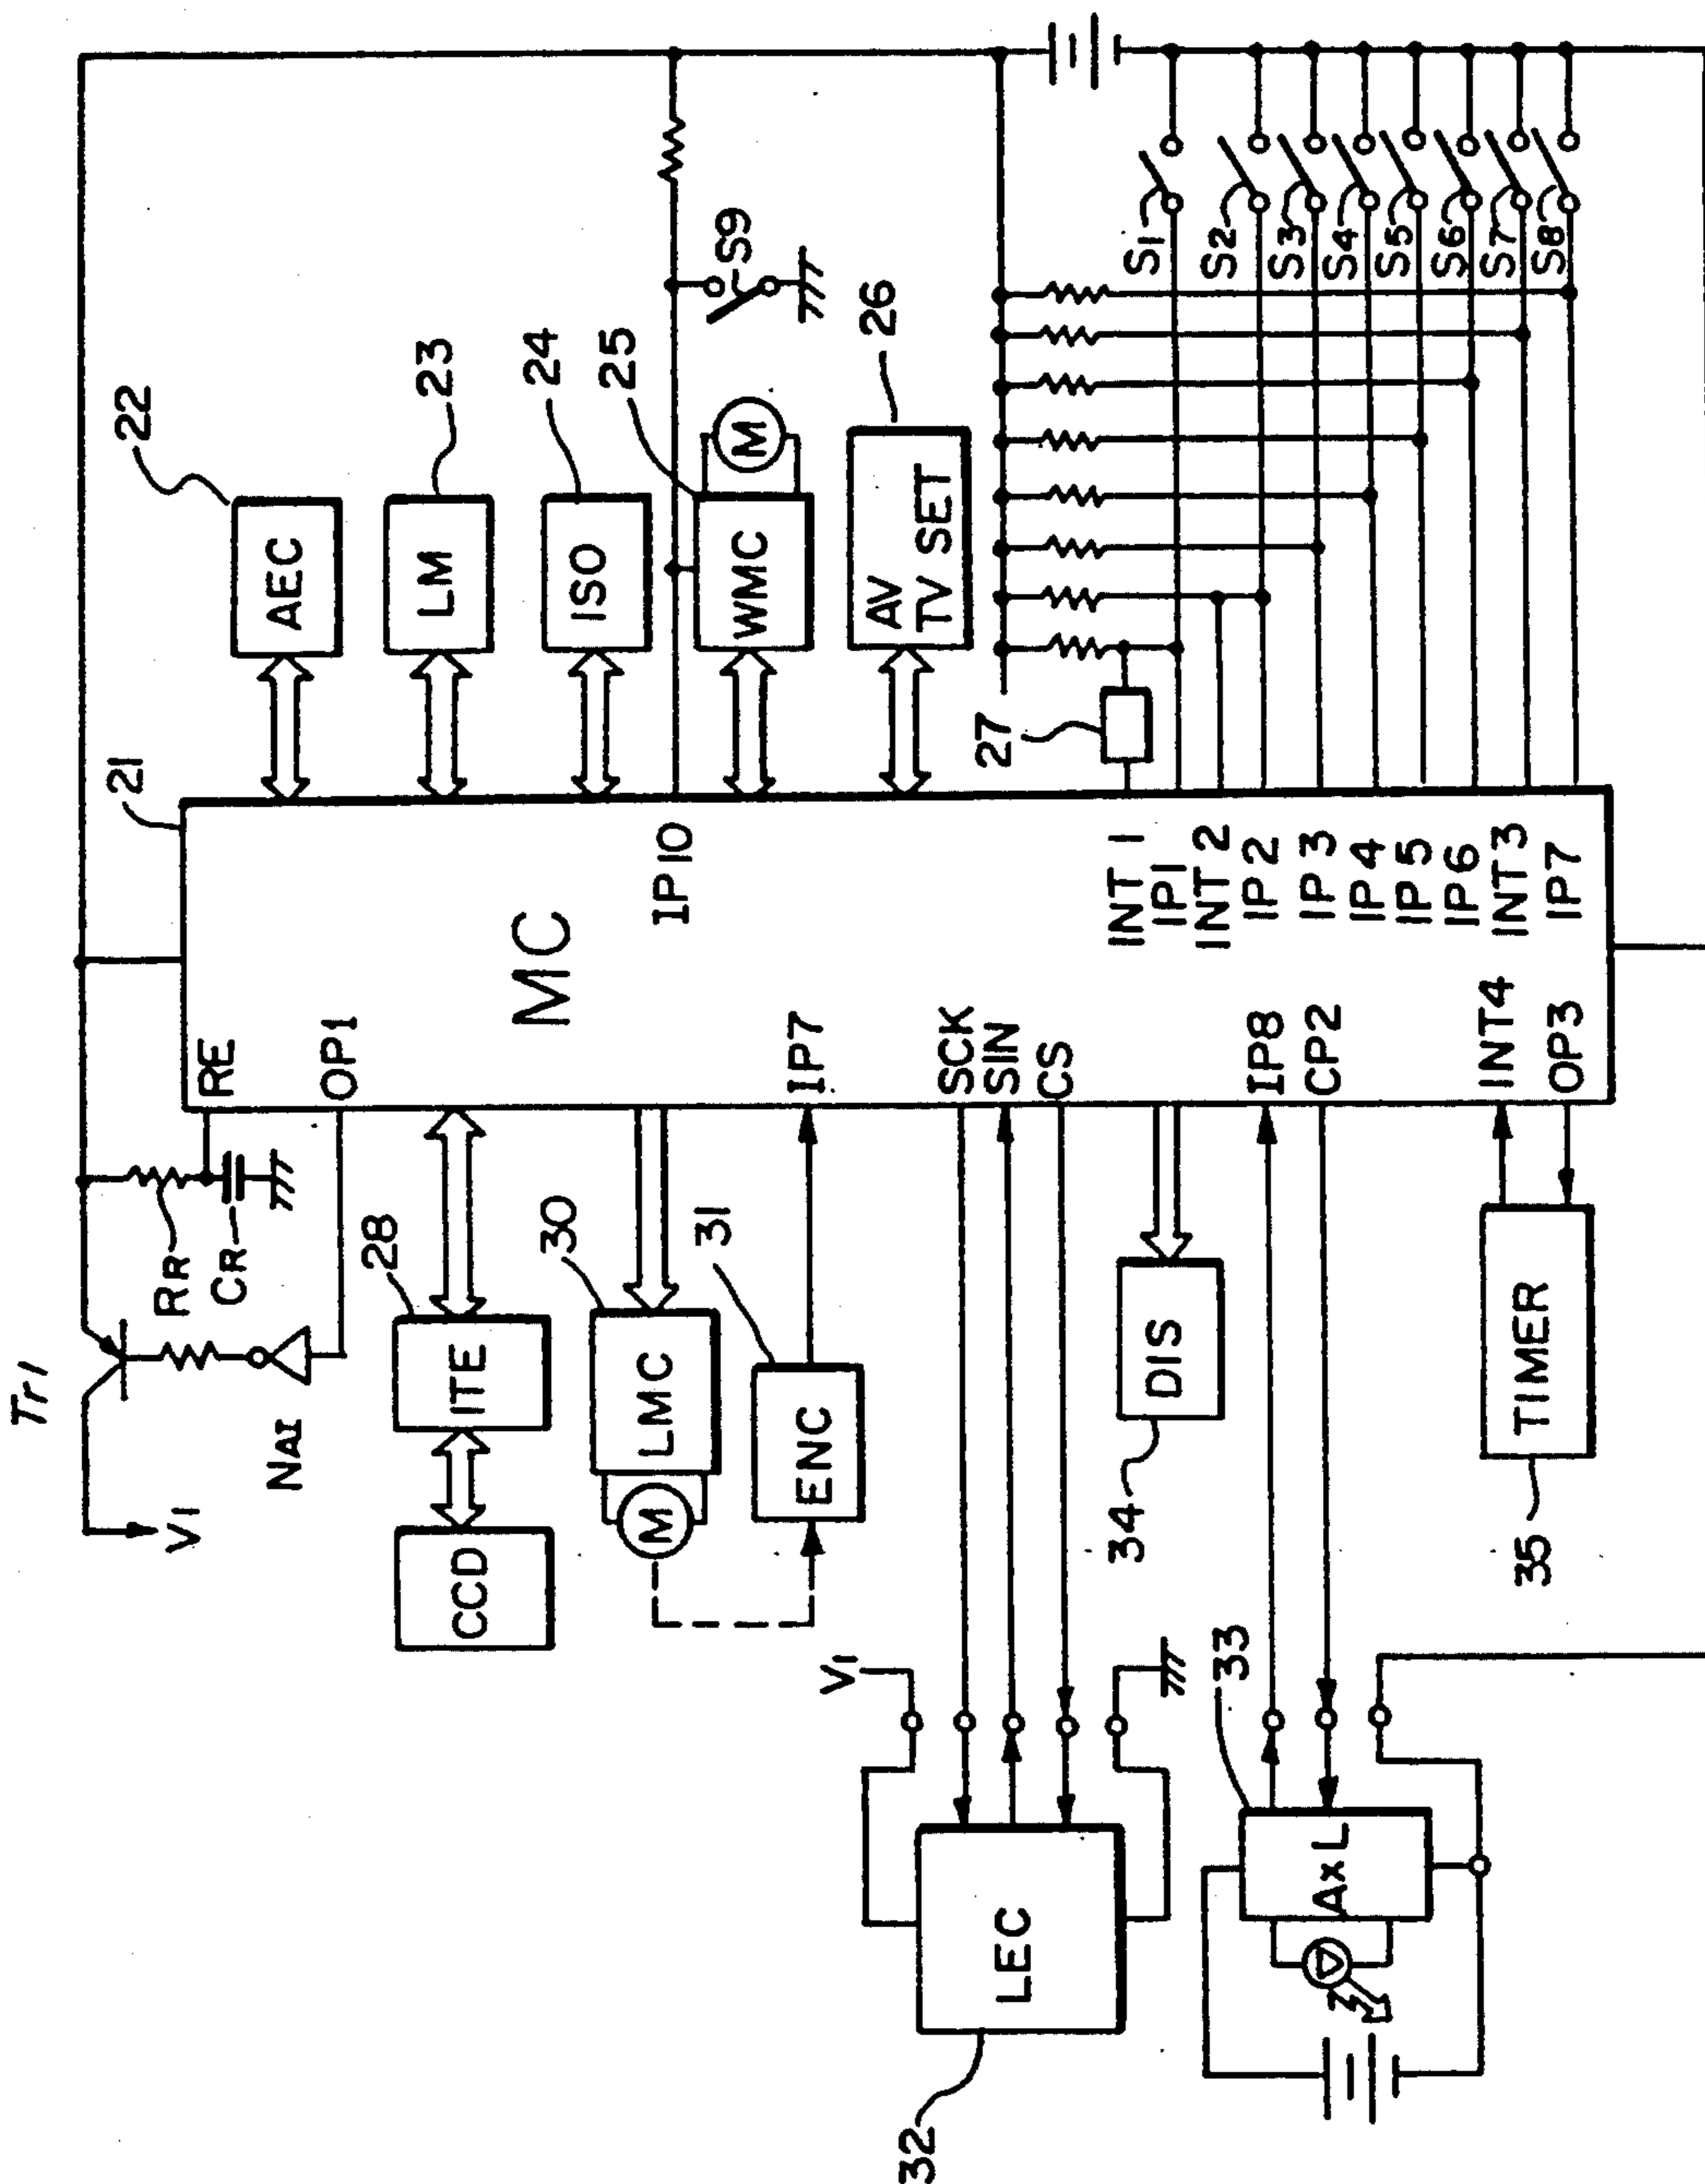 Tr1
V1
NAI
RR
CR
21
22
AEC
23
LM
24
ISO
25
WMC
M
S9
26
AV
TV SET
27
MC
RE
OP1
IP10
IP7
SCK
SIN
CS
IP8
CP2
INT4
OP3
INT 1
IP1
INT 2
IP 2
IP 3
IP 4
IP 5
IP 6
INT3
IP7
S1
S2
S3
S4
S5
S6
S7
S8
28
ITE
CCD
30
LMC
M
31
ENC
V1
32
LEC
34
DIS
33
AxL
35
TIMER